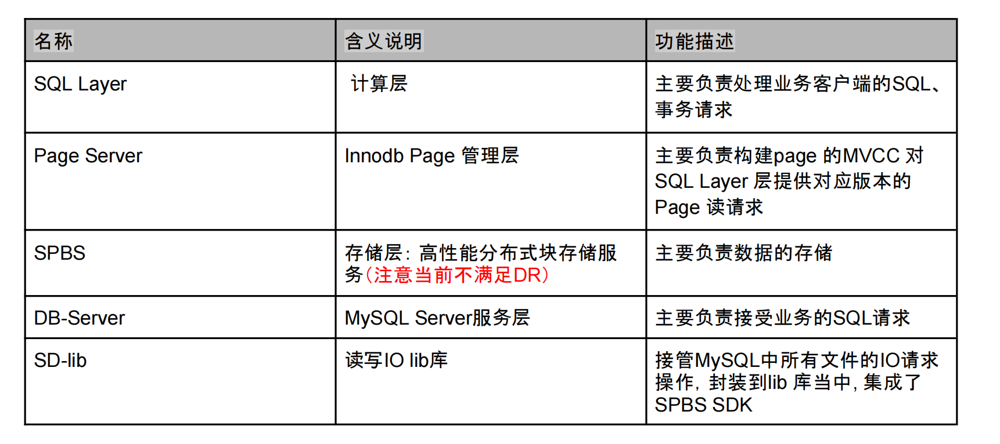 名称
含义说明
功能描述
SQL Layer
计算层
主要负责处理业务客户端的SQL、
事务请求
Page Server
Innodb Page 管理层
主要负责构建page 的MVCC 对
SQL Layer 层提供对应版本的
Page 读请求
SPBS
存储层：高性能分布式块存储服
务（注意当前不满足DR）
主要负责数据的存储
DB-Server
MySQL Server服务层
主要负责接受业务的SQL请求
SD-lib
读写IO lib库
接管MySQL中所有文件的IO请求
操作，封装到lib 库当中, 集成了
SPBS SDK